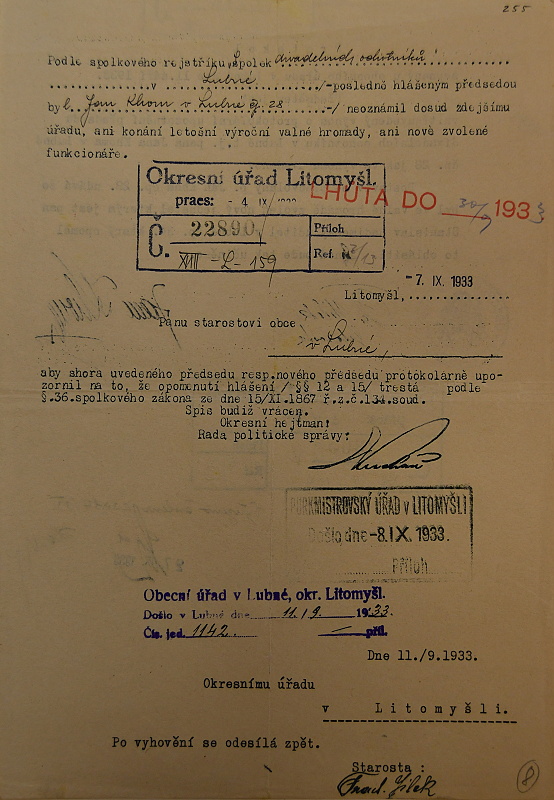 255
Podle spolkového rejstříku "Spolek divadelních ochotníků"
v Lubné /-posledně hlášeným předsedou
byl Jan Khom v Lubné čp. 28 -/ neoznámil dosud zdejšímu
úřadu, ani konání letošní výroční valné hromady, ani nově zvolené
funkcionáře.
Okresní úřad Litomyšl.
praes: - 4 IX
LHUTA DO 30/9 1933
Č. 22890/ Příloh
XIII - L - 159 Ref.
-7. IX. 1933
Litomyšl,
Pánu starostovi obce
v Lubné,
aby shora uvedeného předsedu resp.nového předsedu protokolárně upo-
zornil na to, že opomenutí hlášení /§§ 12 a 15/ trestá podle
§.36.spolkového zákona ze dne 15/XI.1867 ř.z.č.134.soud.
Spis budiž vrácen.
Okresní hejtman:
Rada politické správy:
PURKMISTROVSKÝ ÚŘAD v LITOMYŠLI
Došlo dne -8.IX.1933.
Příloh
Obecní úřad v Lubné, okr. Litomyšl.
Došlo v Lubné dne 11./9. 1933.
Čís. jed. 1142. příl.
Dne 11./9.1933.
Okresnímu úřadu
v Litomyšli.
Po vyhovění se odesílá zpět.
Starosta :
Frant. Jílek
8